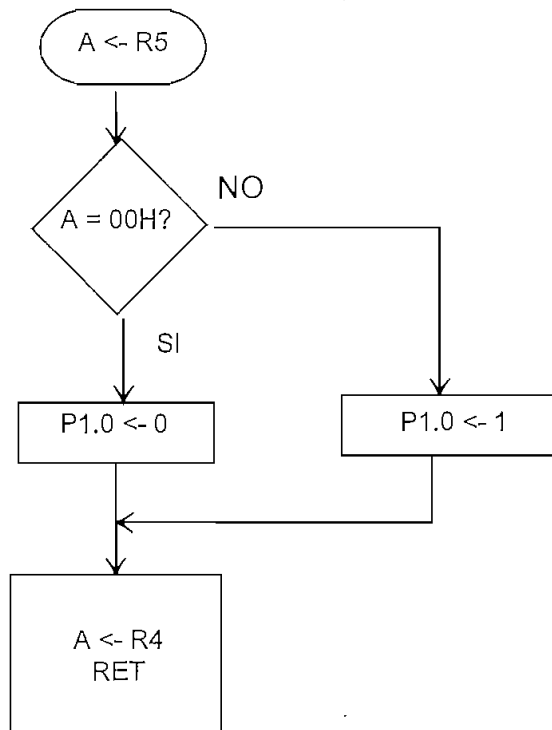 A <- R5
NO
A = 00H?
SI
P1.0 <- 0
P1.0 <- 1
A <- R4
RET